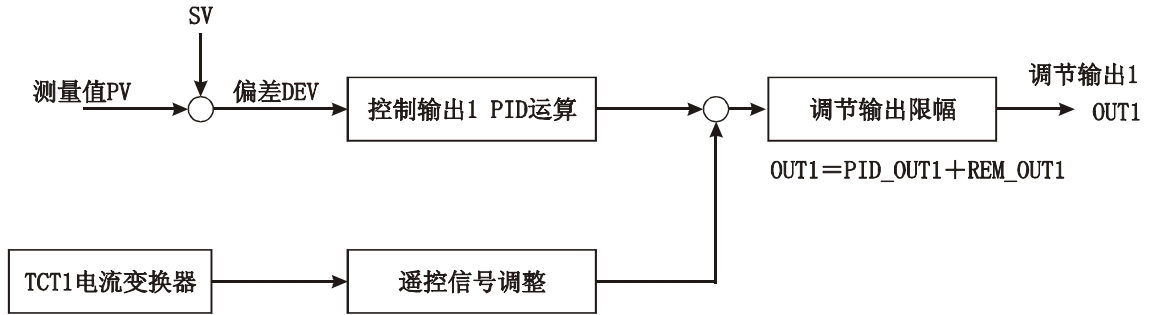 SV
测量值PV
偏差DEV
控制输出1 PID运算
调节输出限幅
调节输出1
OUT1
OUT1=PID_OUT1+REM_OUT1
TCT1电流变换器
遥控信号调整